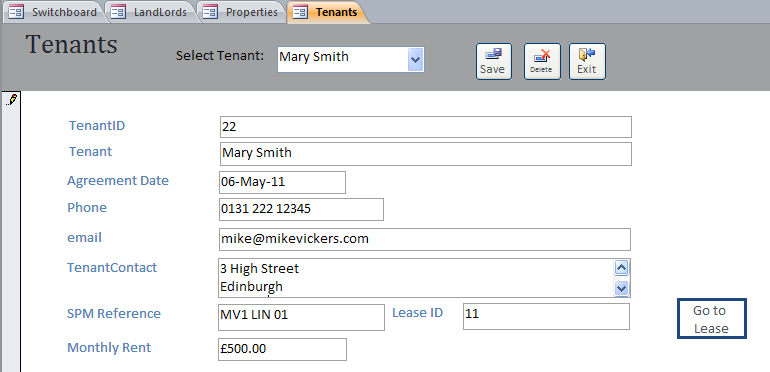 Switchboard LandLords Properties Tenants
Tenants
Select Tenant: Mary Smith Save Delete Exit
TenantID 22
Tenant Mary Smith
Agreement Date 06-May-11
Phone 0131 222 12345
email mike@mikevickers.com
TenantContact 3 High Street
Edinburgh
SPM Reference MV1 LIN 01 Lease ID 11 Go to
Lease
Monthly Rent £500.00